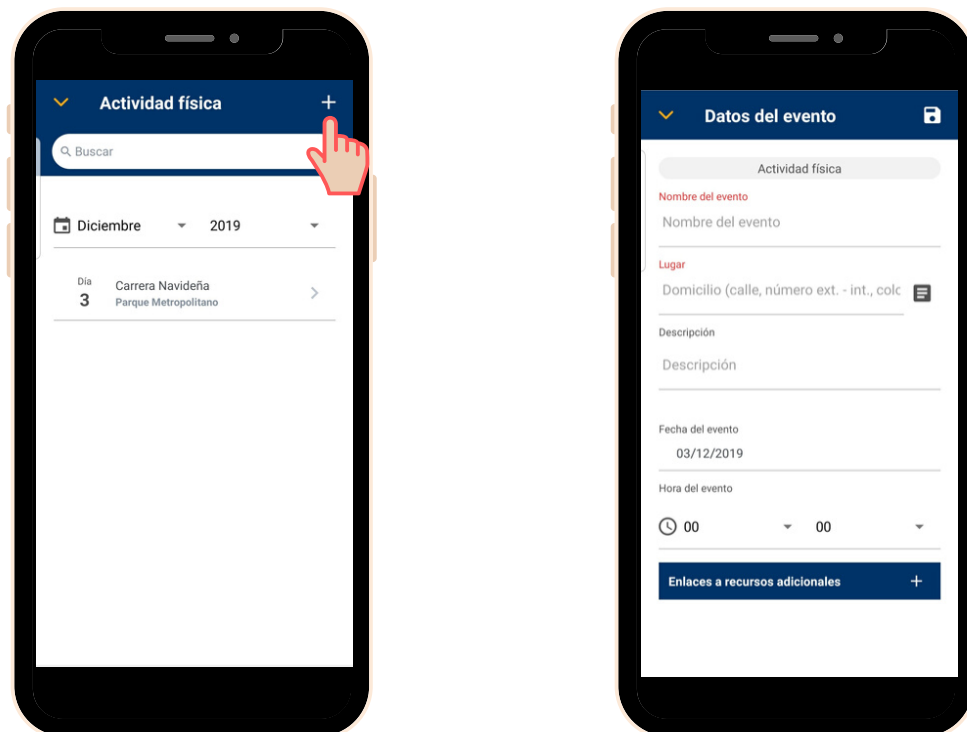 Actividad física
Buscar
Diciembre 2019
Día
3
Carrera Navideña
Parque Metropolitano
Datos del evento
Actividad física
Nombre del evento
Nombre del evento
Lugar
Domicilio (calle, número ext. - int., colc
Descripción
Descripción
Fecha del evento
03/12/2019
Hora del evento
00 00
Enlaces a recursos adicionales